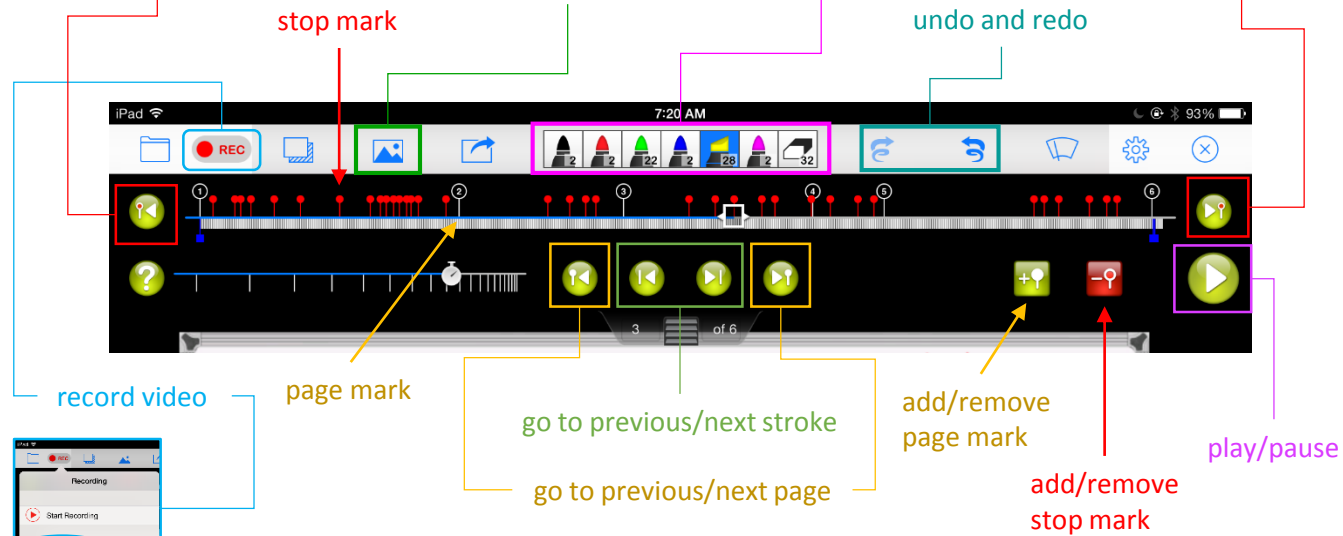 stop mark
undo and redo
iPad
7:20 AM
93%
REC
2 2 22 2 28 2 32
1 2 3 4 5 6
?
3 of 6
record video
page mark
go to previous/next stroke
go to previous/next page
add/remove
page mark
add/remove
stop mark
play/pause
iPad
REC
Recording
Start Recording